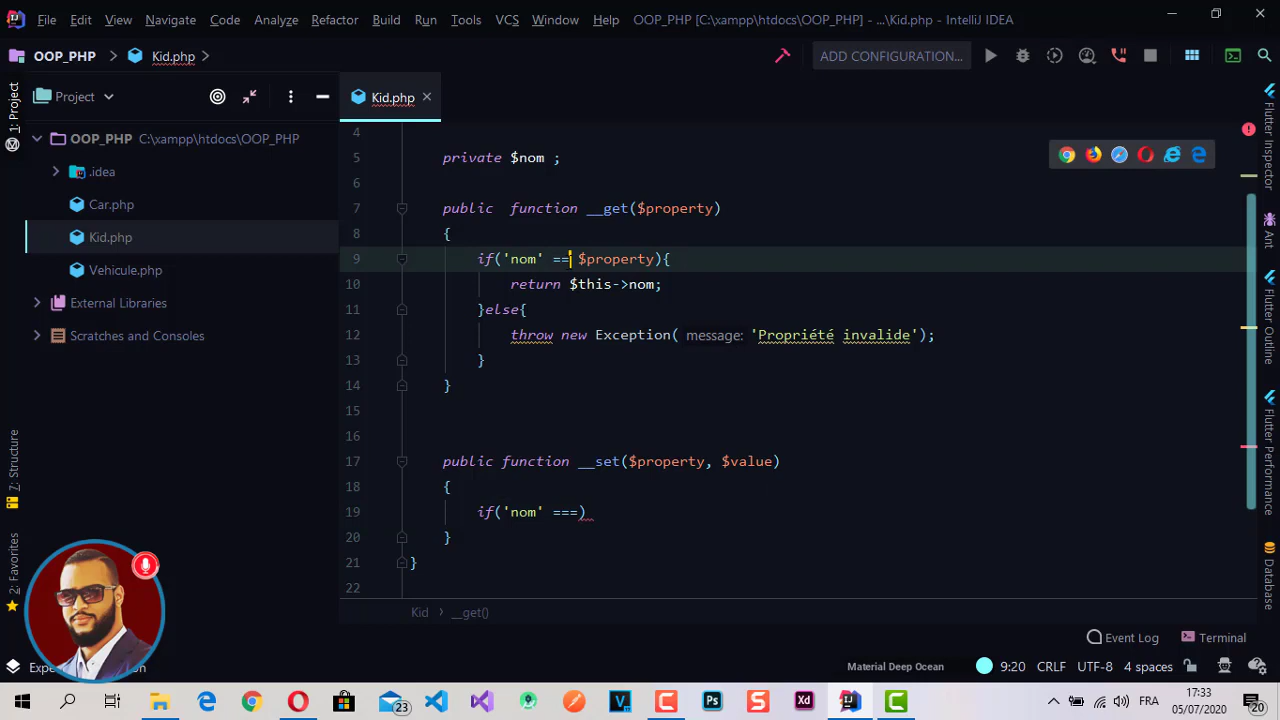 File Edit View Navigate Code Analyze Refactor Build Run Tools VCS Window Help OOP_PHP [C:\xampp\htdocs\OOP_PHP] - ...\Kid.php - IntelliJ IDEA
OOP_PHP Kid.php ADD CONFIGURATION...
1: Project
7: Structure
2: Favorites
Project
OOP_PHP C:\xampp\htdocs\OOP_PHP
.idea
Car.php
Kid.php
Vehicule.php
External Libraries
Scratches and Consoles
Kid.php
4
5 private $nom ;
6
7 public function __get($property)
8 {
9 if('nom' == $property){
10 return $this->nom;
11 }else{
12 throw new Exception( message: 'Propriété invalide');
13 }
14 }
15
16
17 public function __set($property, $value)
18 {
19 if('nom' ===)
20 }
21 }
22
Kid __get()
Flutter Inspector
Ant
Flutter Outline
Flutter Performance
Database
Event Log Terminal
Material Deep Ocean 9:20 CRLF UTF-8 4 spaces
23 Ps S Xd C FRA 17:33
05/07/2020 20